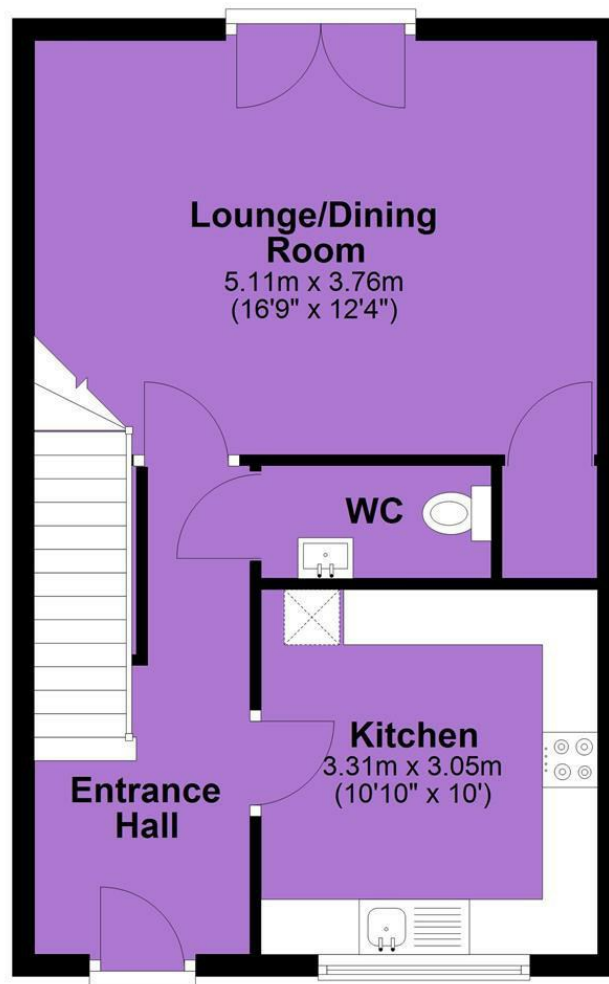 Lounge/Dining
Room
5.11m x 3.76m
(16'9" x 12'4")
WC
Kitchen
3.31m x 3.05m
(10'10" x 10')
Entrance
Hall